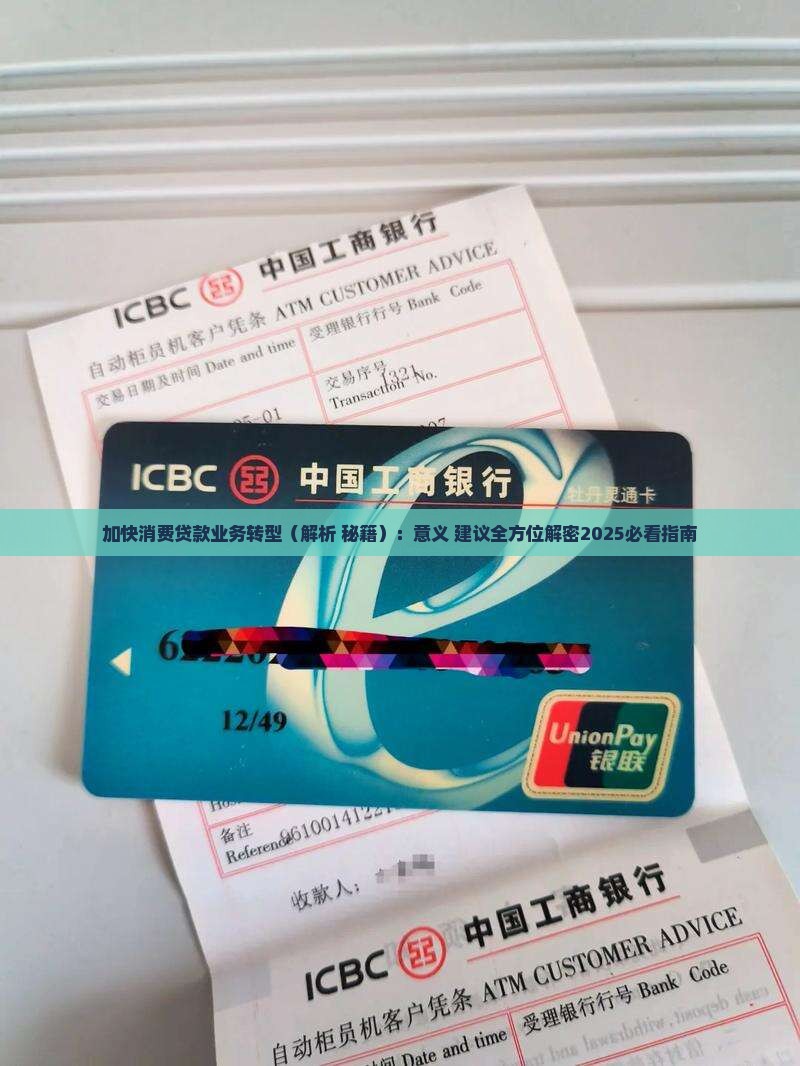 ICBC 中国工商银行
自动柜员机客户凭条 ATM CUSTOMER ADVICE
交易日期及时间 Date and time
受理银行行号 Bank Code
交易序号
Transaction No.
1321
ICBC 中国工商银行
牡丹灵通卡
加快消费贷款业务转型（解析 秘籍）：意义 建议全方位解密2025必看指南
12/49
UnionPay
银联
备注
Reference
收款人：
ICBC 中国工商银行
自动柜员机客户凭条 ATM CUSTOMER ADVICE
Date and time
受理银行行号 Bank Code